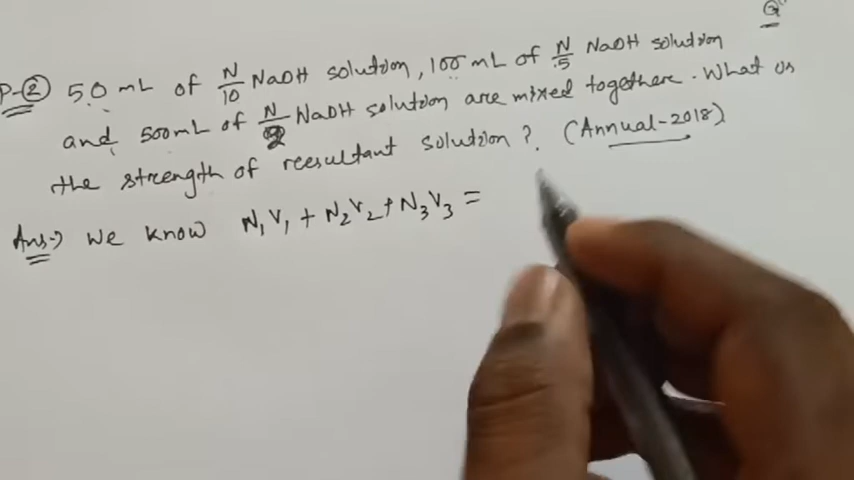 P-② 50 mL of N/10 NaOH solution, 100 mL of N/5 NaOH solution
and 500mL of N/2 NaOH solution are mixed together. What is
the strength of reesultant solution? (Annual-2018)
Ans:-) We know N₁V₁ + N₂V₂ + N₃V₃ =